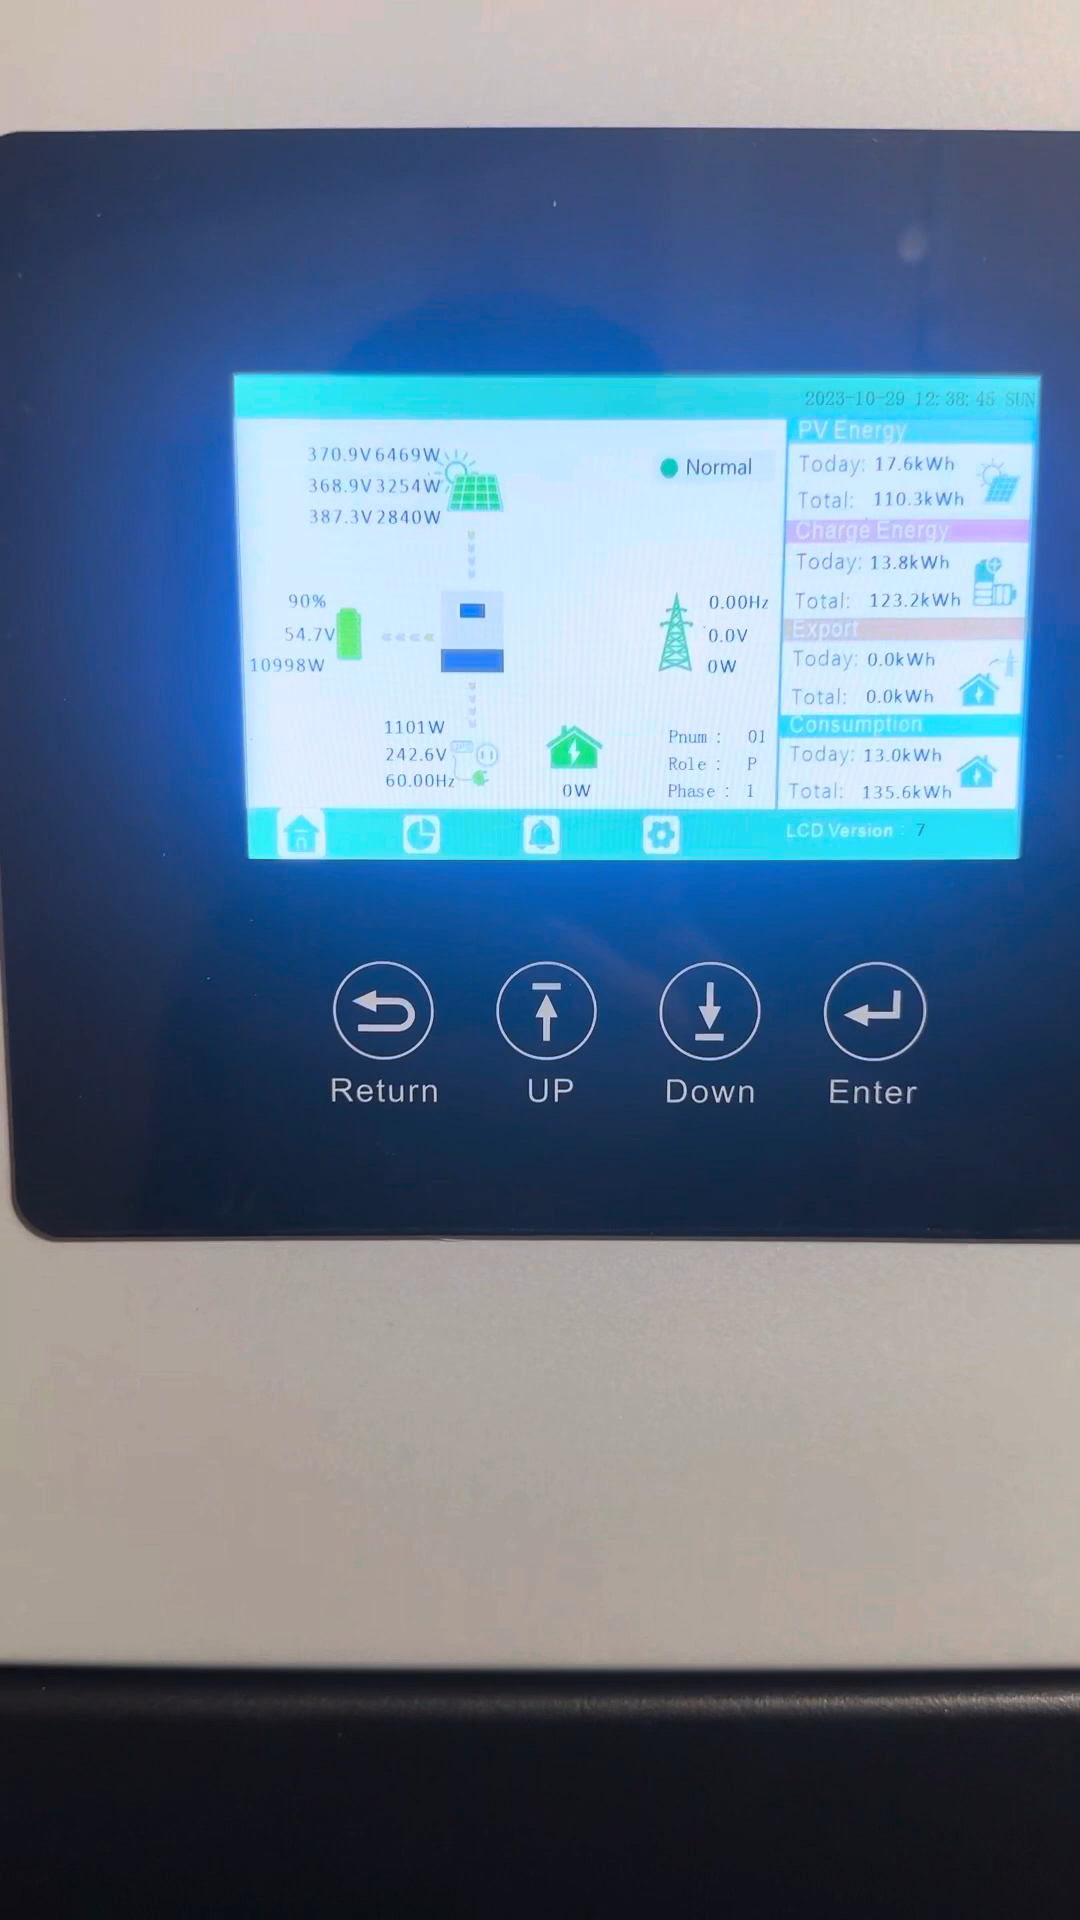 2023-10-29 12:38:45 SUN
370.9V 6469W
368.9V 3254W
387.3V 2840W
Normal
90%
54.7V
10998W
0.00Hz
0.0V
0W
1101W
242.6V
60.00Hz
UPS
0W
Pnum : 01
Role : P
Phase : 1
PV Energy
Today: 17.6kWh
Total: 110.3kWh
Charge Energy
Today: 13.8kWh
Total: 123.2kWh
Export
Today: 0.0kWh
Total: 0.0kWh
Consumption
Today: 13.0kWh
Total: 135.6kWh
LCD Version : 7
Return
UP
Down
Enter